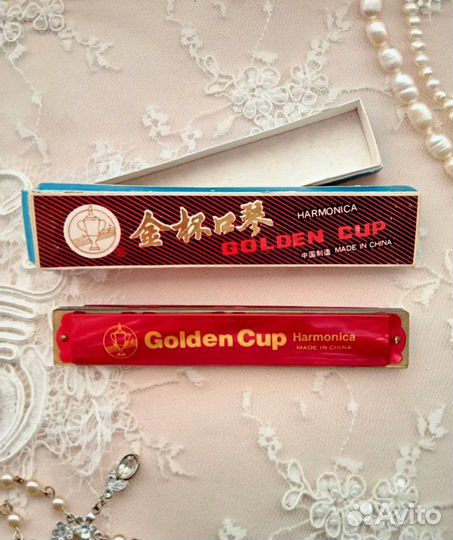 金杯口琴 HARMONICA
GOLDEN CUP
®
中国制造 MADE IN CHINA
Golden Cup Harmonica
MADE IN CHINA
Avito